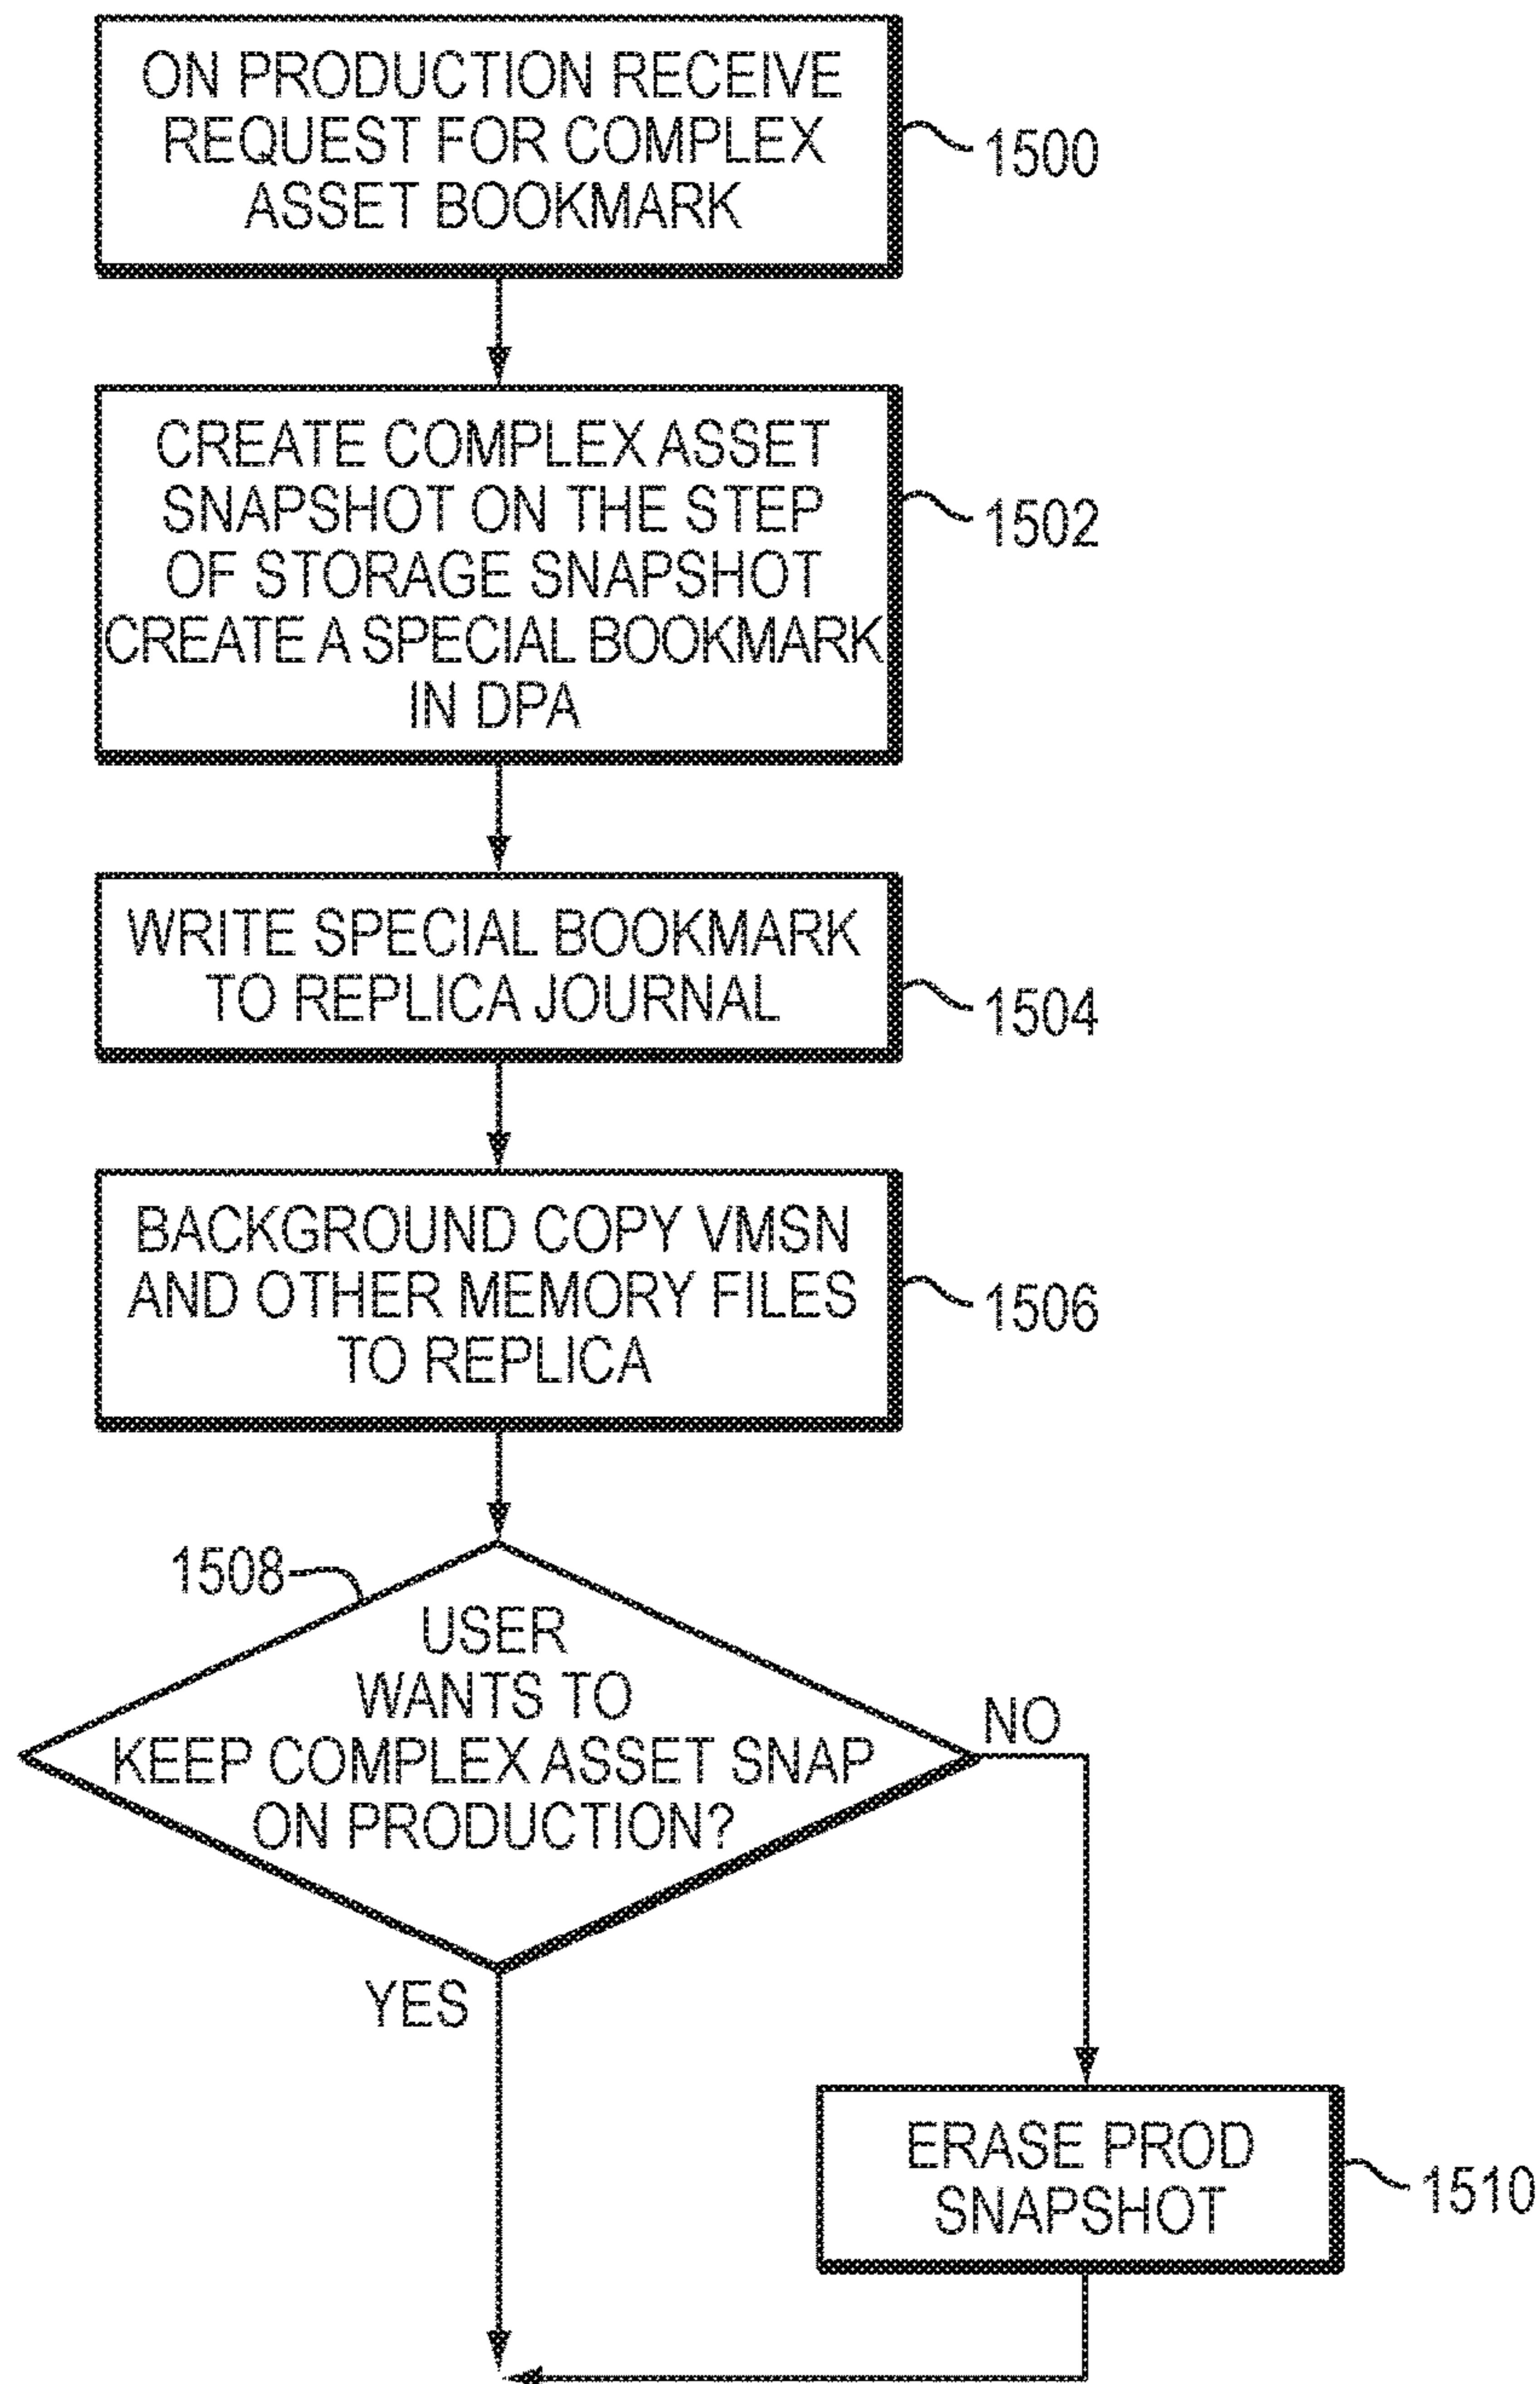 ON PRODUCTION RECEIVE
REQUEST FOR COMPLEX
ASSET BOOKMARK
1500
CREATE COMPLEX ASSET
SNAPSHOT ON THE STEP
OF STORAGE SNAPSHOT
CREATE A SPECIAL BOOKMARK
IN DPA
1502
WRITE SPECIAL BOOKMARK
TO REPLICA JOURNAL
1504
BACKGROUND COPY VMSN
AND OTHER MEMORY FILES
TO REPLICA
1506
1508
USER
WANTS TO
KEEP COMPLEX ASSET SNAP
ON PRODUCTION?
NO
YES
ERASE PROD
SNAPSHOT
1510